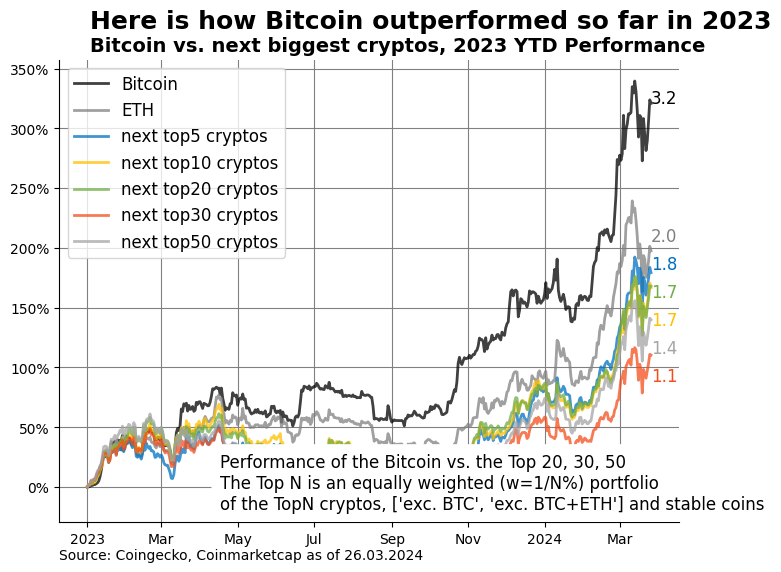 Here is how Bitcoin outperformed so far in 2023
Bitcoin vs. next biggest cryptos, 2023 YTD Performance
350%
300%
250%
200%
150%
100%
50%
0%
Bitcoin
ETH
next top5 cryptos
next top10 cryptos
next top20 cryptos
next top30 cryptos
next top50 cryptos
3.2
2.0
1.8
1.7
1.7
1.4
1.1
Performance of the Bitcoin vs. the Top 20, 30, 50
The Top N is an equally weighted (w=1/N%) portfolio
of the TopN cryptos, ['exc. BTC', 'exc. BTC+ETH'] and stable coins
2023 Mar May Jul Sep Nov 2024 Mar
Source: Coingecko, Coinmarketcap as of 26.03.2024